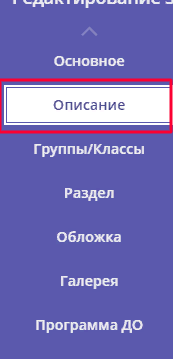 Редактирование
Основное
Описание
Группы/Классы
Раздел
Обложка
Галерея
Программа ДО